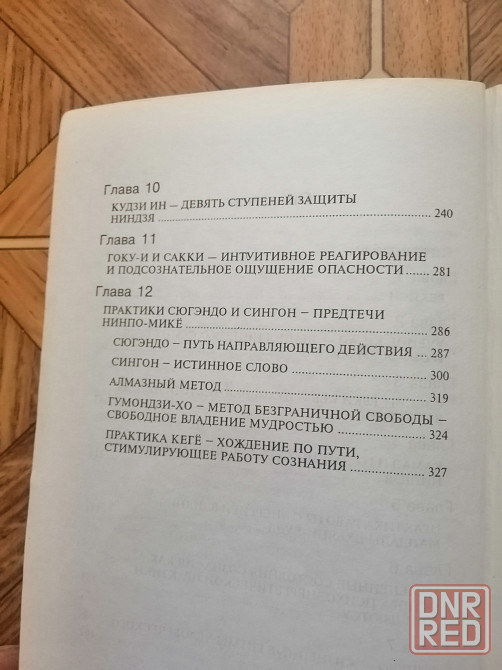 Глава 10
КУДЗИ ИН – ДЕВЯТЬ СТУПЕНЕЙ ЗАЩИТЫ
НИНДЗЯ ........ 240
Глава 11
ГОКУ-И И САККИ – ИНТУИТИВНОЕ РЕАГИРОВАНИЕ
И ПОДСОЗНАТЕЛЬНОЕ ОЩУЩЕНИЕ ОПАСНОСТИ ....... 281
Глава 12
ПРАКТИКИ СЮГЭНДО И СИНГОН – ПРЕДТЕЧИ
НИНПО-МИКЁ ........ 286
СЮГЭНДО – ПУТЬ НАПРАВЛЯЮЩЕГО ДЕЙСТВИЯ .... 287
СИНГОН – ИСТИННОЕ СЛОВО ........ 300
АЛМАЗНЫЙ МЕТОД ........ 319
ГУМОНДЗИ-ХО – МЕТОД БЕЗГРАНИЧНОЙ СВОБОДЫ –
СВОБОДНОЕ ВЛАДЕНИЕ МУДРОСТЬЮ ........ 324
ПРАКТИКА КЕГЁ – ХОЖДЕНИЕ ПО ПУТИ,
СТИМУЛИРУЮЩЕЕ РАБОТУ СОЗНАНИЯ ........ 327
DNR
RED